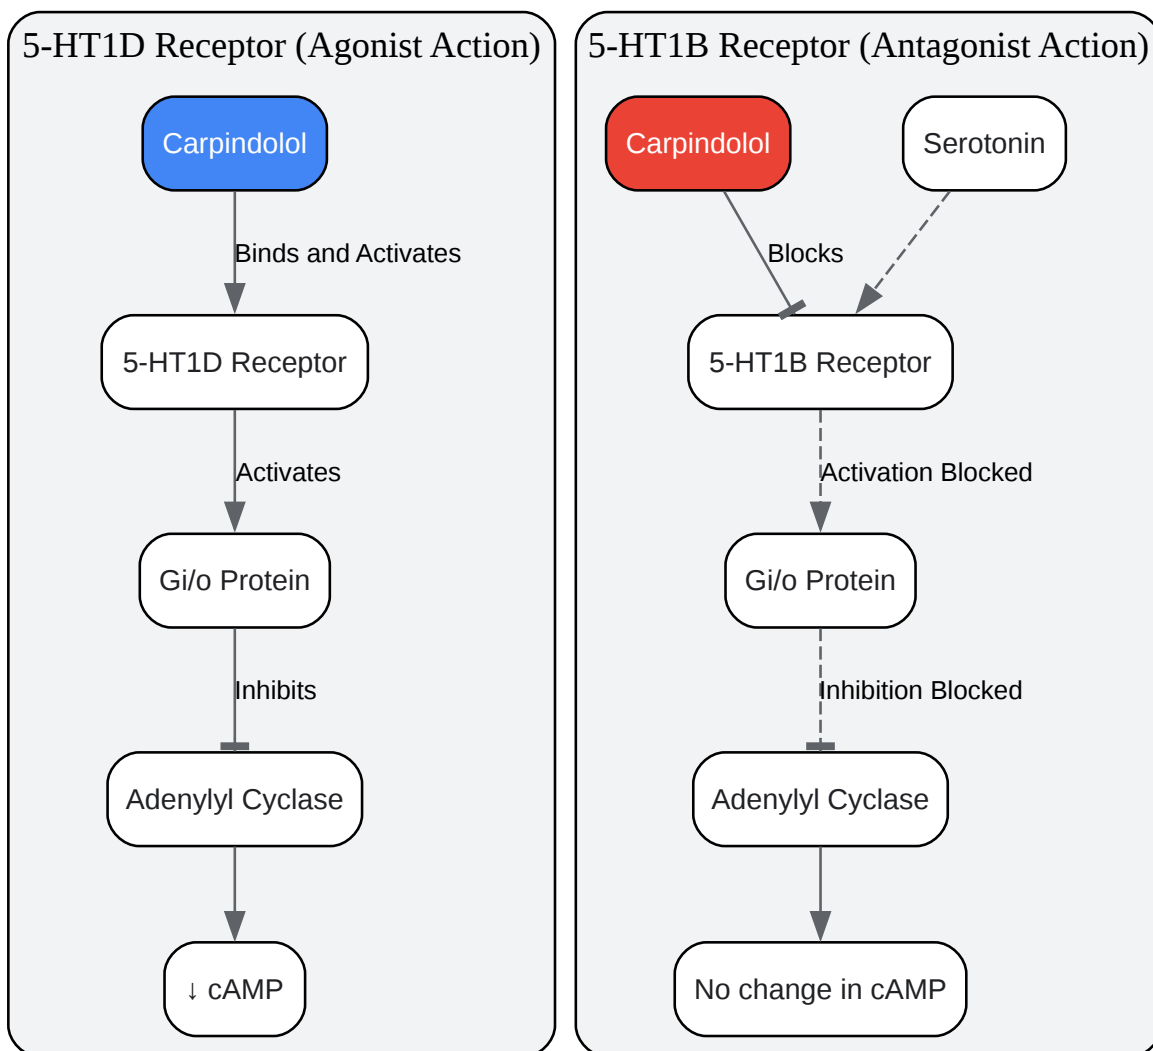 5-HT1D Receptor (Agonist Action)
Carpindolol
Binds and Activates
5-HT1D Receptor
Activates
Gi/o Protein
Inhibits
Adenylyl Cyclase
↓ cAMP
5-HT1B Receptor (Antagonist Action)
Carpindolol
Serotonin
Blocks
5-HT1B Receptor
Activation Blocked
Gi/o Protein
Inhibition Blocked
Adenylyl Cyclase
No change in cAMP